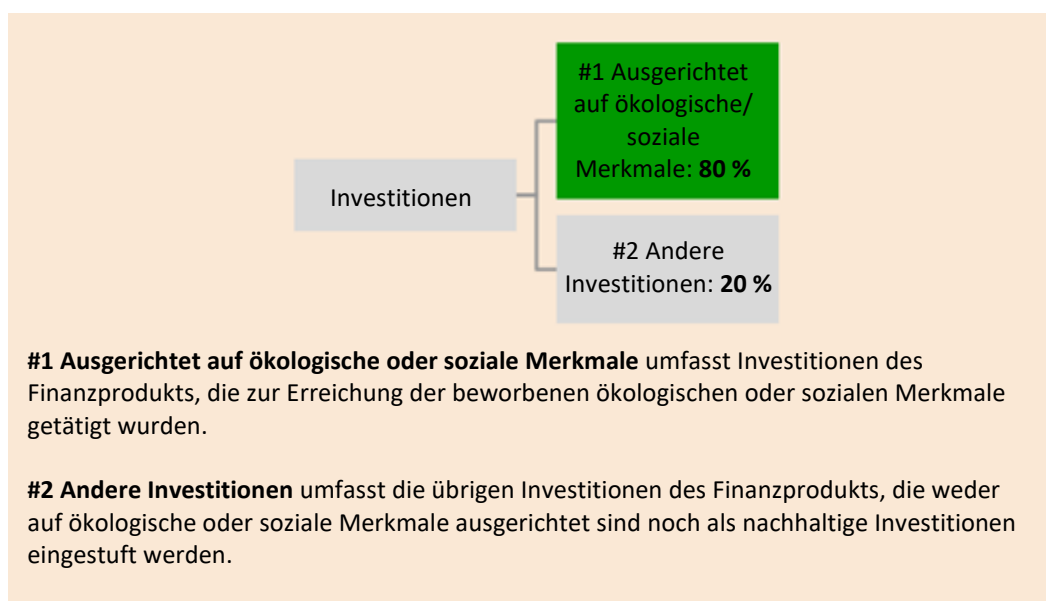 #1 Ausgerichtet
auf ökologische/
soziale
Merkmale: 80 %
Investitionen
#2 Andere
Investitionen: 20 %
#1 Ausgerichtet auf ökologische oder soziale Merkmale umfasst Investitionen des
Finanzprodukts, die zur Erreichung der beworbenen ökologischen oder sozialen Merkmale
getätigt wurden.
#2 Andere Investitionen umfasst die übrigen Investitionen des Finanzprodukts, die weder
auf ökologische oder soziale Merkmale ausgerichtet sind noch als nachhaltige Investitionen
eingestuft werden.